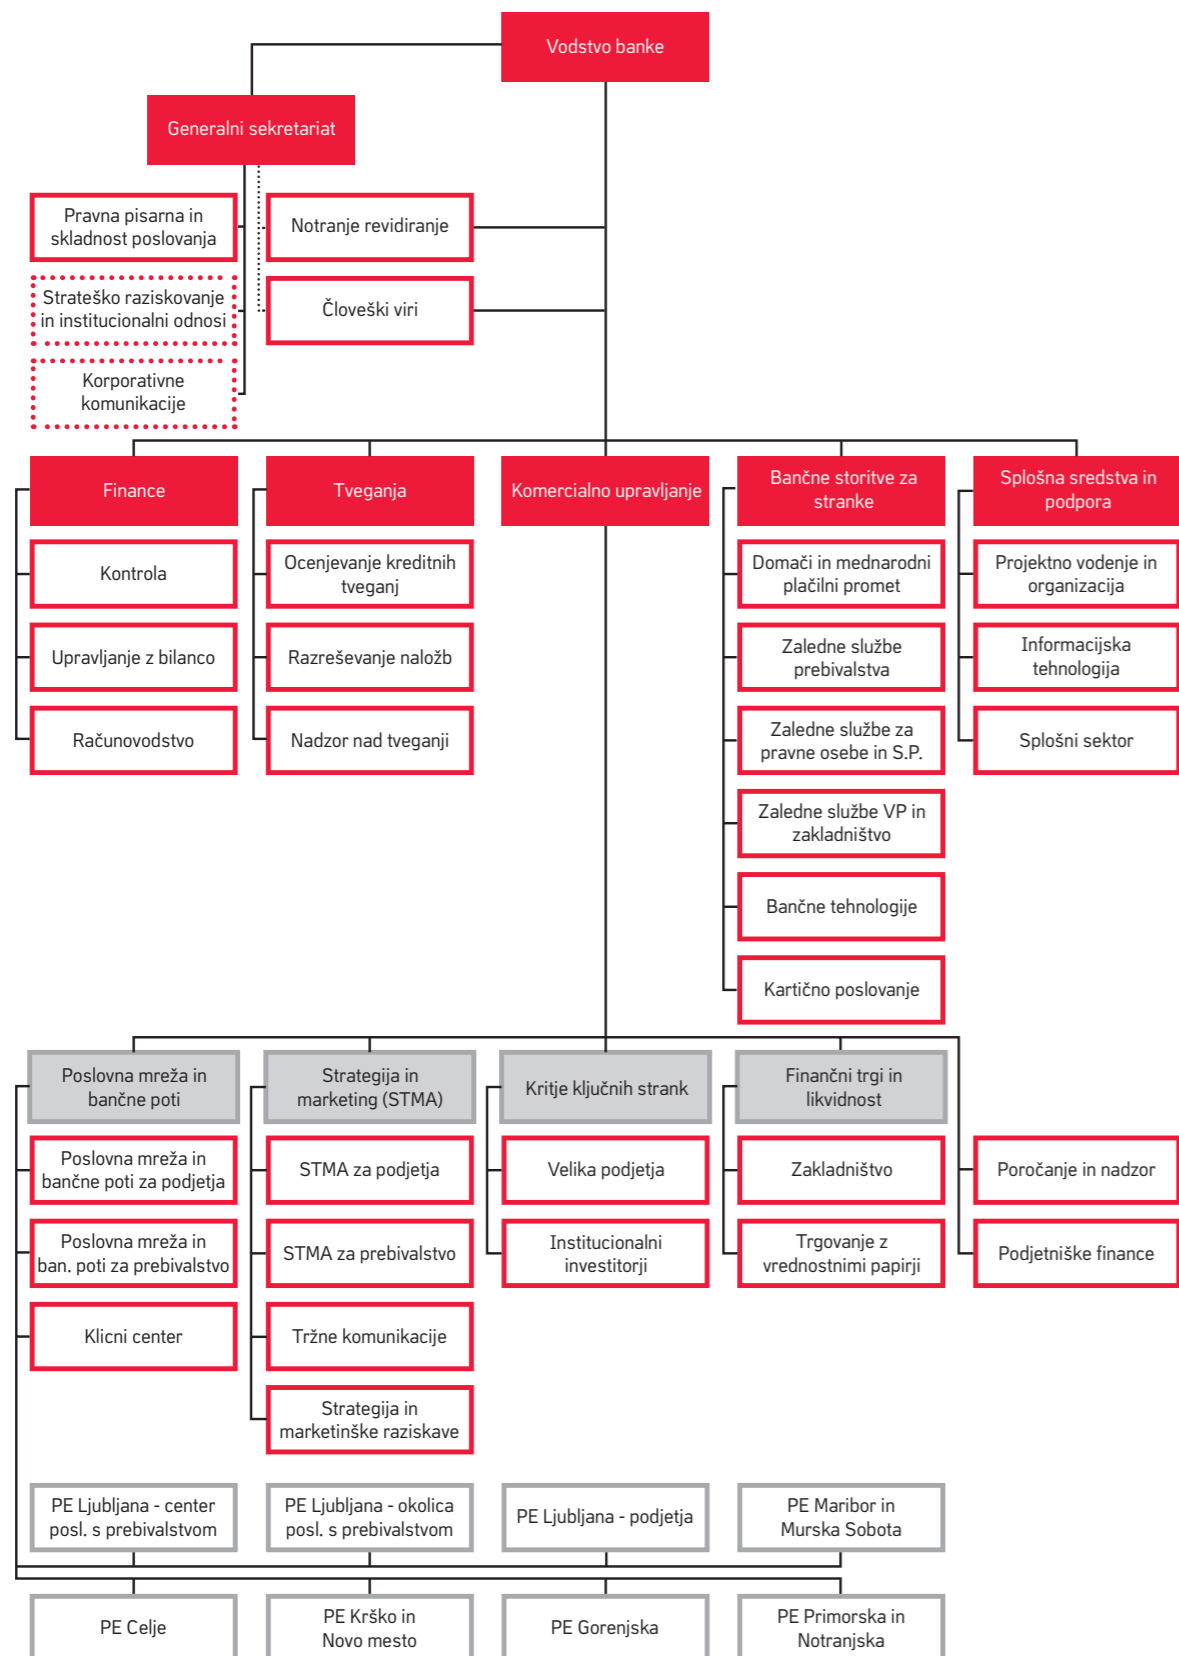 Vodstvo banke
Generalni sekretariat
Pravna pisarna in
skladnost poslovanja
Notranje revidiranje
Strateško raziskovanje
in institucionalni odnosi
Človeški viri
Korporativne
komunikacije
Finance
Tveganja
Komercialno upravljanje
Bančne storitve za
stranke
Splošna sredstva in
podpora
Kontrola
Ocenjevanje kreditnih
tveganj
Domači in mednarodni
plačilni promet
Projektno vodenje in
organizacija
Upravljanje z bilanco
Razreševanje naložb
Zaledne službe
prebivalstva
Informacijska
tehnologija
Računovodstvo
Nadzor nad tveganji
Zaledne službe za
pravne osebe in S.P.
Splošni sektor
Zaledne službe VP in
zakladništvo
Bančne tehnologije
Kartično poslovanje
Poslovna mreža in
bančne poti
Strategija in
marketing (STMA)
Kritje ključnih strank
Finančni trgi in
likvidnost
Poslovna mreža in
bančne poti za podjetja
STMA za podjetja
Velika podjetja
Zakladništvo
Poročanje in nadzor
Poslovna mreža in
ban. poti za prebivalstvo
STMA za prebivalstvo
Institucionalni
investitorji
Trgovanje z
vrednostnimi papirji
Podjetniške finance
Klicni center
Tržne komunikacije
Strategija in
marketinške raziskave
PE Ljubljana - center
posl. s prebivalstvom
PE Ljubljana - okolica
posl. s prebivalstvom
PE Ljubljana - podjetja
PE Maribor in
Murska Sobota
PE Celje
PE Krško in
Novo mesto
PE Gorenjska
PE Primorska in
Notranjska